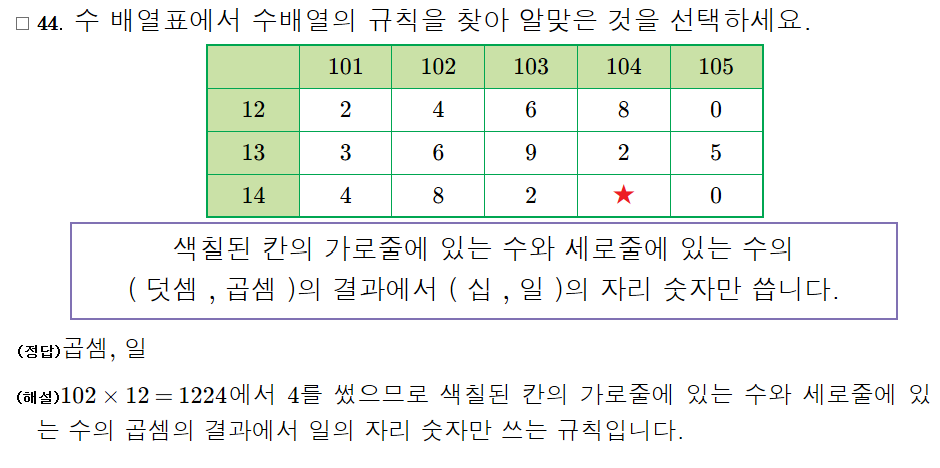 □ 44. 수 배열표에서 수배열의 규칙을 찾아 알맞은 것을 선택하세요.
101 102 103 104 105
12 2 4 6 8 0
13 3 6 9 2 5
14 4 8 2 ★ 0
색칠된 칸의 가로줄에 있는 수와 세로줄에 있는 수의
( 덧셈 , 곱셈 )의 결과에서 ( 십 , 일 )의 자리 숫자만 씁니다.
(정답)곱셈, 일
(해설)102 × 12 = 1224에서 4를 썼으므로 색칠된 칸의 가로줄에 있는 수와 세로줄에 있
는 수의 곱셈의 결과에서 일의 자리 숫자만 쓰는 규칙입니다.